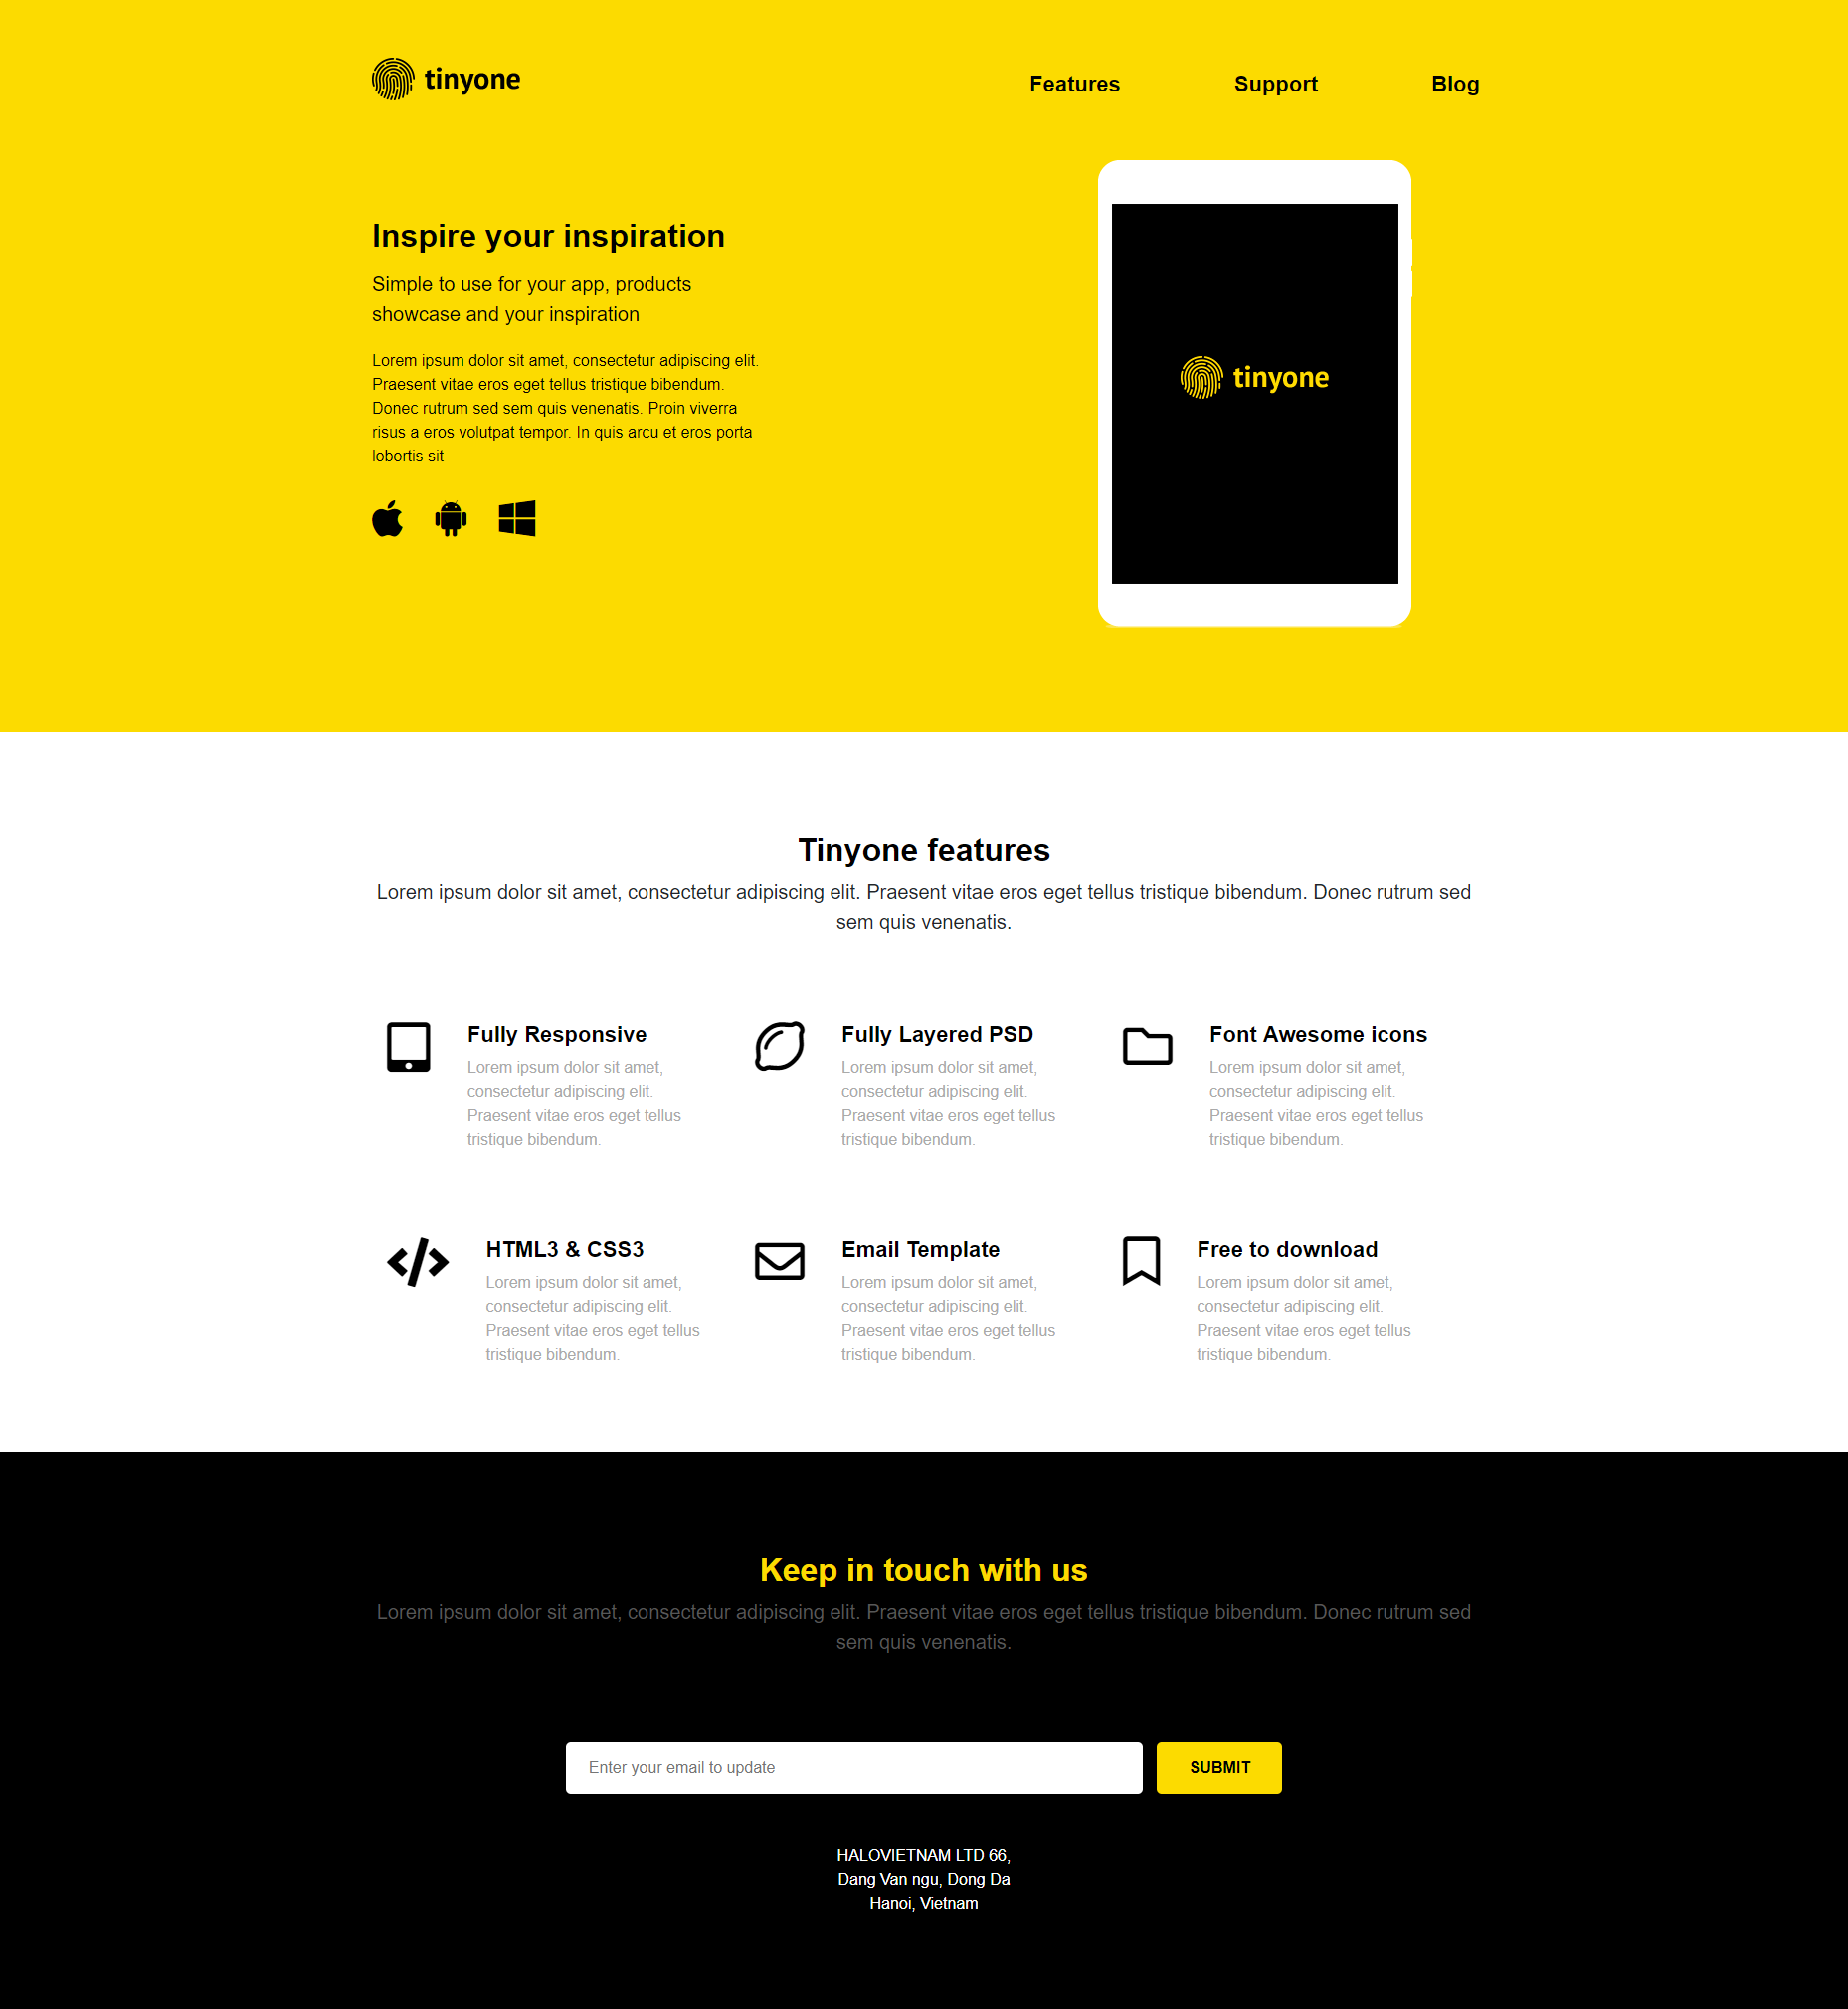 tinyone
Features Support Blog
Inspire your inspiration
Simple to use for your app, products
showcase and your inspiration
Lorem ipsum dolor sit amet, consectetur adipiscing elit.
Praesent vitae eros eget tellus tristique bibendum.
Donec rutrum sed sem quis venenatis. Proin viverra
risus a eros volutpat tempor. In quis arcu et eros porta
lobortis sit
tinyone
Tinyone features
Lorem ipsum dolor sit amet, consectetur adipiscing elit. Praesent vitae eros eget tellus tristique bibendum. Donec rutrum sed
sem quis venenatis.
Fully Responsive
Lorem ipsum dolor sit amet,
consectetur adipiscing elit.
Praesent vitae eros eget tellus
tristique bibendum.
Fully Layered PSD
Lorem ipsum dolor sit amet,
consectetur adipiscing elit.
Praesent vitae eros eget tellus
tristique bibendum.
Font Awesome icons
Lorem ipsum dolor sit amet,
consectetur adipiscing elit.
Praesent vitae eros eget tellus
tristique bibendum.
HTML3 & CSS3
Lorem ipsum dolor sit amet,
consectetur adipiscing elit.
Praesent vitae eros eget tellus
tristique bibendum.
Email Template
Lorem ipsum dolor sit amet,
consectetur adipiscing elit.
Praesent vitae eros eget tellus
tristique bibendum.
Free to download
Lorem ipsum dolor sit amet,
consectetur adipiscing elit.
Praesent vitae eros eget tellus
tristique bibendum.
Keep in touch with us
Lorem ipsum dolor sit amet, consectetur adipiscing elit. Praesent vitae eros eget tellus tristique bibendum. Donec rutrum sed
sem quis venenatis.
Enter your email to update
SUBMIT
HALOVIETNAM LTD 66,
Dang Van ngu, Dong Da
Hanoi, Vietnam